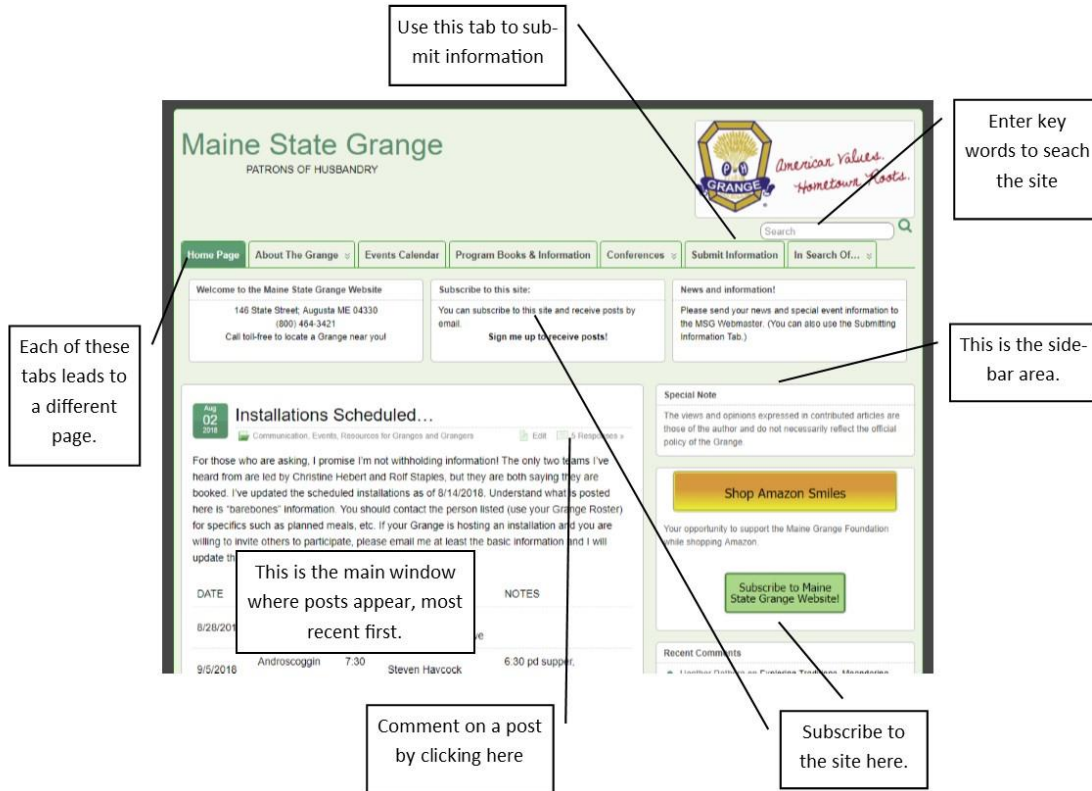 Use this tab to sub-
mit information
Enter key
words to seach
the site
Maine State Grange
PATRONS OF HUSBANDRY
P H
GRANGE
American Values.
Hometown Roots.
Search
Home Page
About The Grange
Events Calendar
Program Books & Information
Conferences
Submit Information
In Search Of...
Welcome to the Maine State Grange Website
146 State Street; Augusta ME 04330
(800) 464-3421
Call toll-free to locate a Grange near you!
Subscribe to this site:
You can subscribe to this site and receive posts by
email.
Sign me up to receive posts!
News and information!
Please send your news and special event information to
the MSG Webmaster. (You can also use the Submitting
Information Tab.)
Each of these
tabs leads to
a different
page.
This is the side-
bar area.
Aug
02
2018
Installations Scheduled...
Communication, Events, Resources for Granges and Grangers
Edit
5 Responses »
For those who are asking, I promise I'm not withholding information! The only two teams I've
heard from are led by Christine Hebert and Rolf Staples, but they are both saying they are
booked. I've updated the scheduled installations as of 8/14/2018. Understand what is posted
here is "barebones" information. You should contact the person listed (use your Grange Roster)
for specifics such as planned meals, etc. If your Grange is hosting an installation and you are
willing to invite others to participate, please email me at least the basic information and I will
update
This is the main window
where posts appear, most
recent first.
DATE
NOTES
9/5/2018
Androscoggin
7:30
Steven Haycock
6:30 pd supper,
Special Note
The views and opinions expressed in contributed articles are
those of the author and do not necessarily reflect the official
policy of the Grange.
Shop Amazon Smiles
Your opportunity to support the Maine Grange Foundation
while shopping Amazon.
Subscribe to Maine
State Grange Website!
Recent Comments
Comment on a post
by clicking here
Subscribe to
the site here.